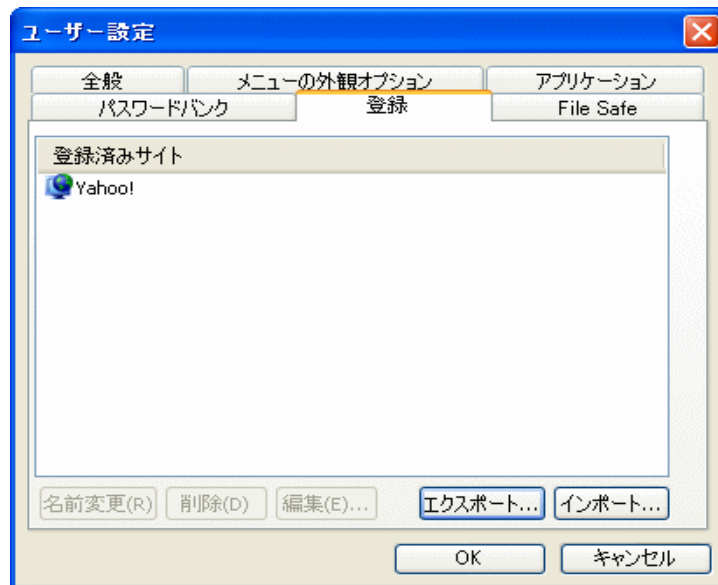 ユーザー設定
全般 メニューの外観オプション アプリケーション
パスワードバンク 登録 File Safe
登録済みサイト
Yahoo!
名前変更(R) 削除(D) 編集(E)... エクスポート... インポート...
OK キャンセル